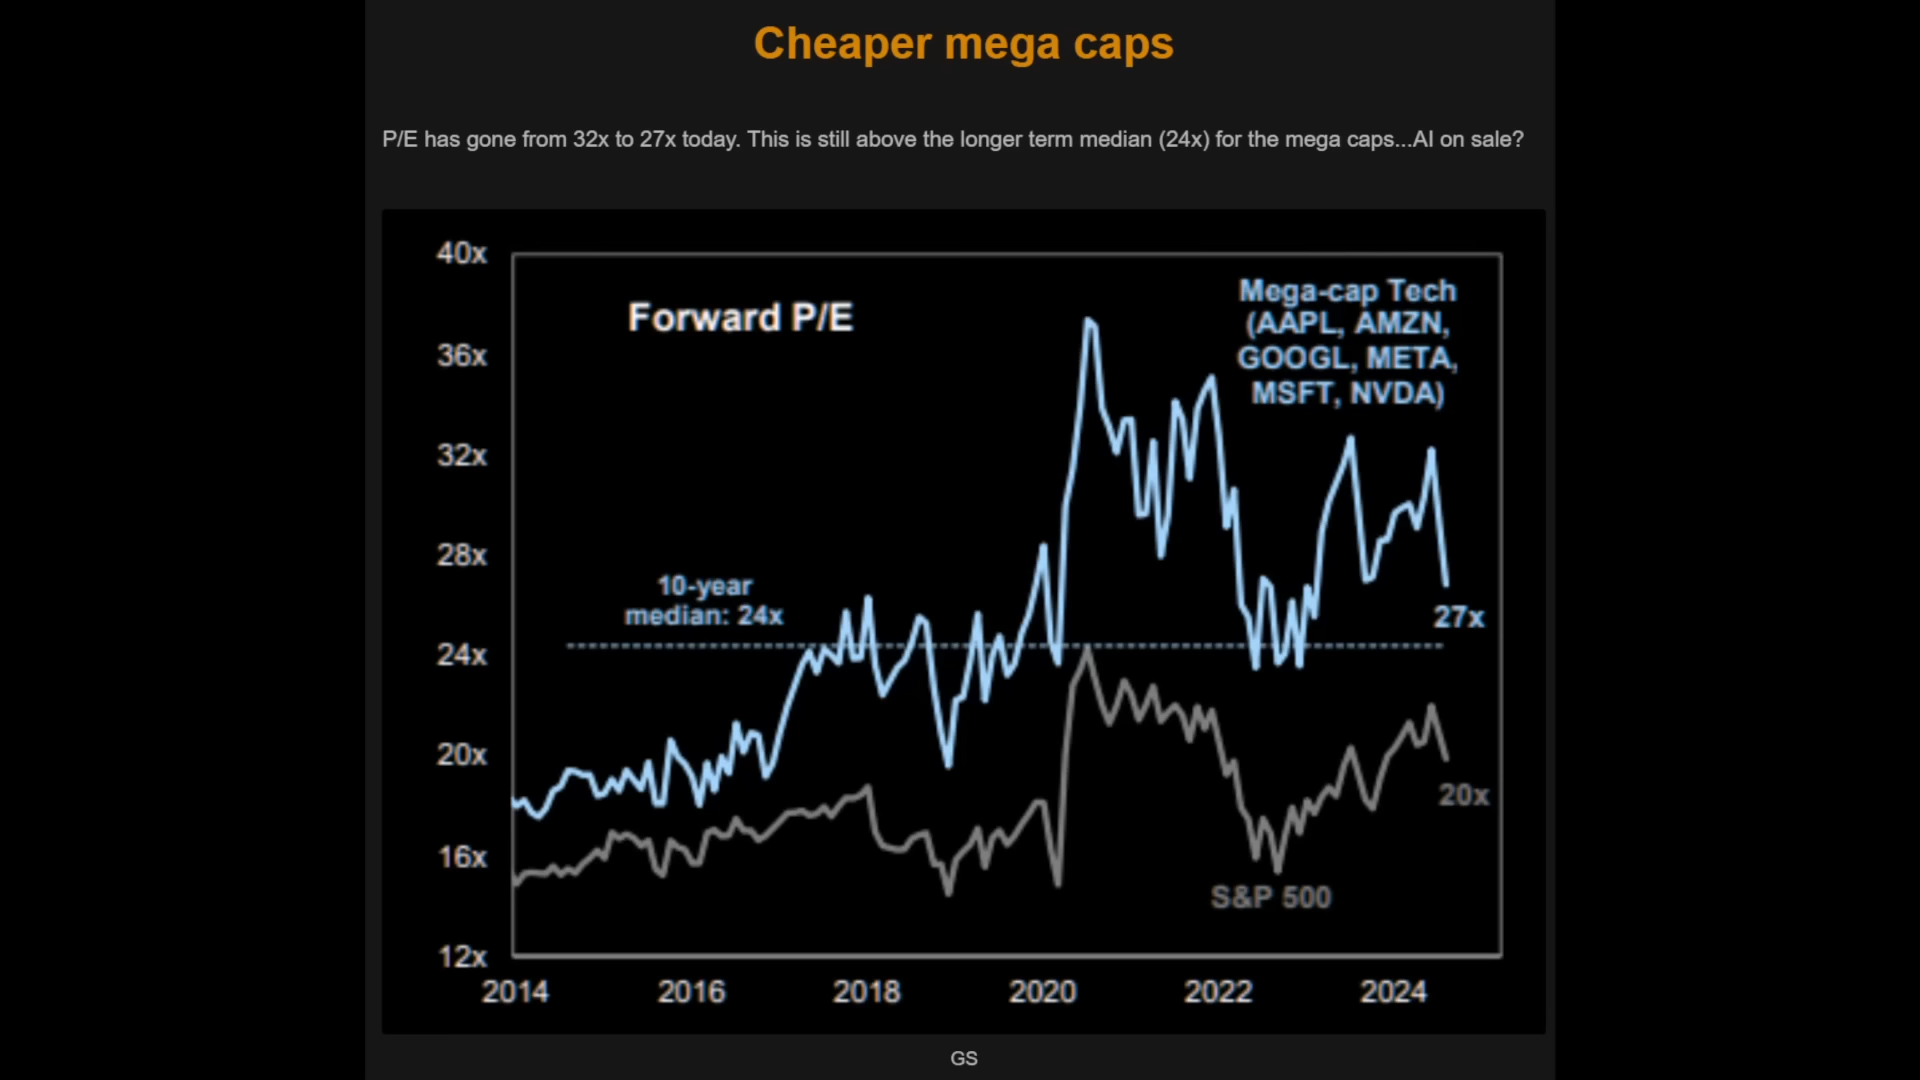 Cheaper mega caps
P/E has gone from 32x to 27x today. This is still above the longer term median (24x) for the mega caps...AI on sale?
40x
Forward P/E
Mega-cap Tech
(AAPL, AMZN,
GOOGL, META,
MSFT, NVDA)
36x
32x
28x
10-year
median: 24x
27x
24x
20x
20x
16x
S&P 500
12x
2014 2016 2018 2020 2022 2024
GS